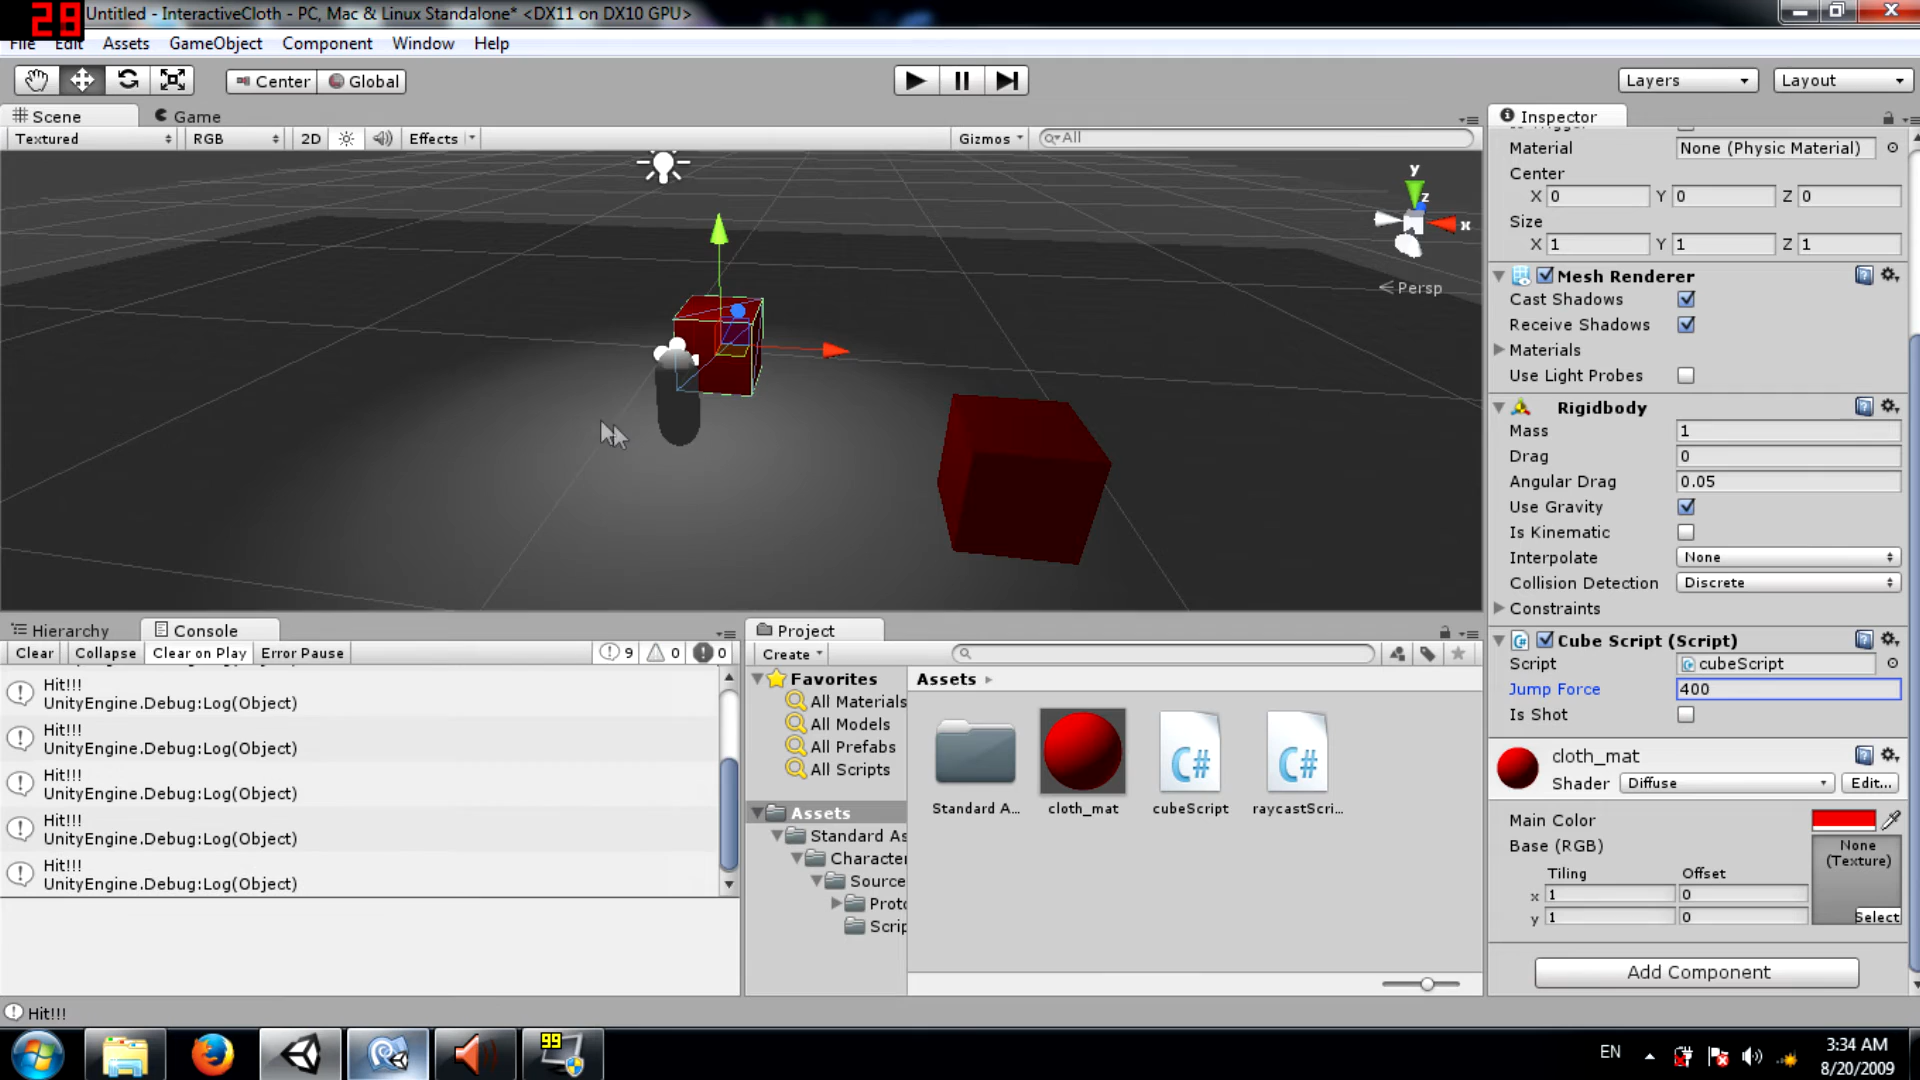 29
Untitled - InteractiveCloth - PC, Mac & Linux Standalone* <DX11 on DX10 GPU>
File Edit Assets GameObject Component Window Help
Center Global
Layers Layout
Scene Game
Textured RGB 2D Effects Gizmos All
y
z
x
Persp
Inspector
Material None (Physic Material)
Center
X 0 Y 0 Z 0
Size
X 1 Y 1 Z 1
Mesh Renderer
Cast Shadows
Receive Shadows
Materials
Use Light Probes
Rigidbody
Mass 1
Drag 0
Angular Drag 0.05
Use Gravity
Is Kinematic
Interpolate None
Collision Detection Discrete
Constraints
Cube Script (Script)
Script cubeScript
Jump Force 400
Is Shot
cloth_mat
Shader Diffuse Edit...
Main Color
Base (RGB)
None
(Texture)
Tiling Offset
x 1 0
y 1 0
Select
Add Component
Hierarchy Console
Clear Collapse Clear on Play Error Pause 9 0 0
Hit!!!
UnityEngine.Debug:Log(Object)
Hit!!!
UnityEngine.Debug:Log(Object)
Hit!!!
UnityEngine.Debug:Log(Object)
Hit!!!
UnityEngine.Debug:Log(Object)
Hit!!!
UnityEngine.Debug:Log(Object)
Project
Create
Favorites
All Materials
All Models
All Prefabs
All Scripts
Assets
Standard As
Character
Source
Proto
Scrip
Assets
Standard A...
cloth_mat
C#
cubeScript
C#
raycastScri...
Hit!!!
99
EN
3:34 AM
8/20/2009